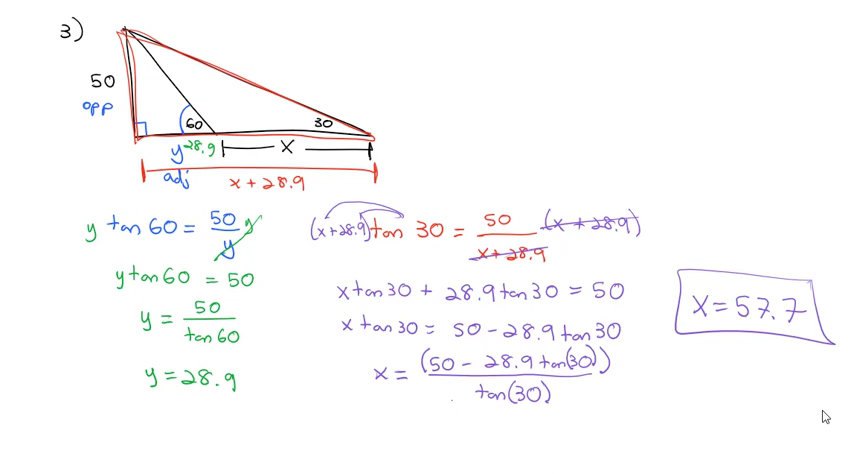 3)
50
opp
60
30
y 28.9
x
adj
x + 28.9
y tan 60 = 50/y y
y tan 60 = 50
y = 50/tan 60
y = 28.9
(x + 28.9) tan 30 = 50/(x + 28.9) (x + 28.9)
x tan 30 + 28.9 tan 30 = 50
x tan 30 = 50 - 28.9 tan 30
x = (50 - 28.9 tan(30))/tan(30)
x = 57.7